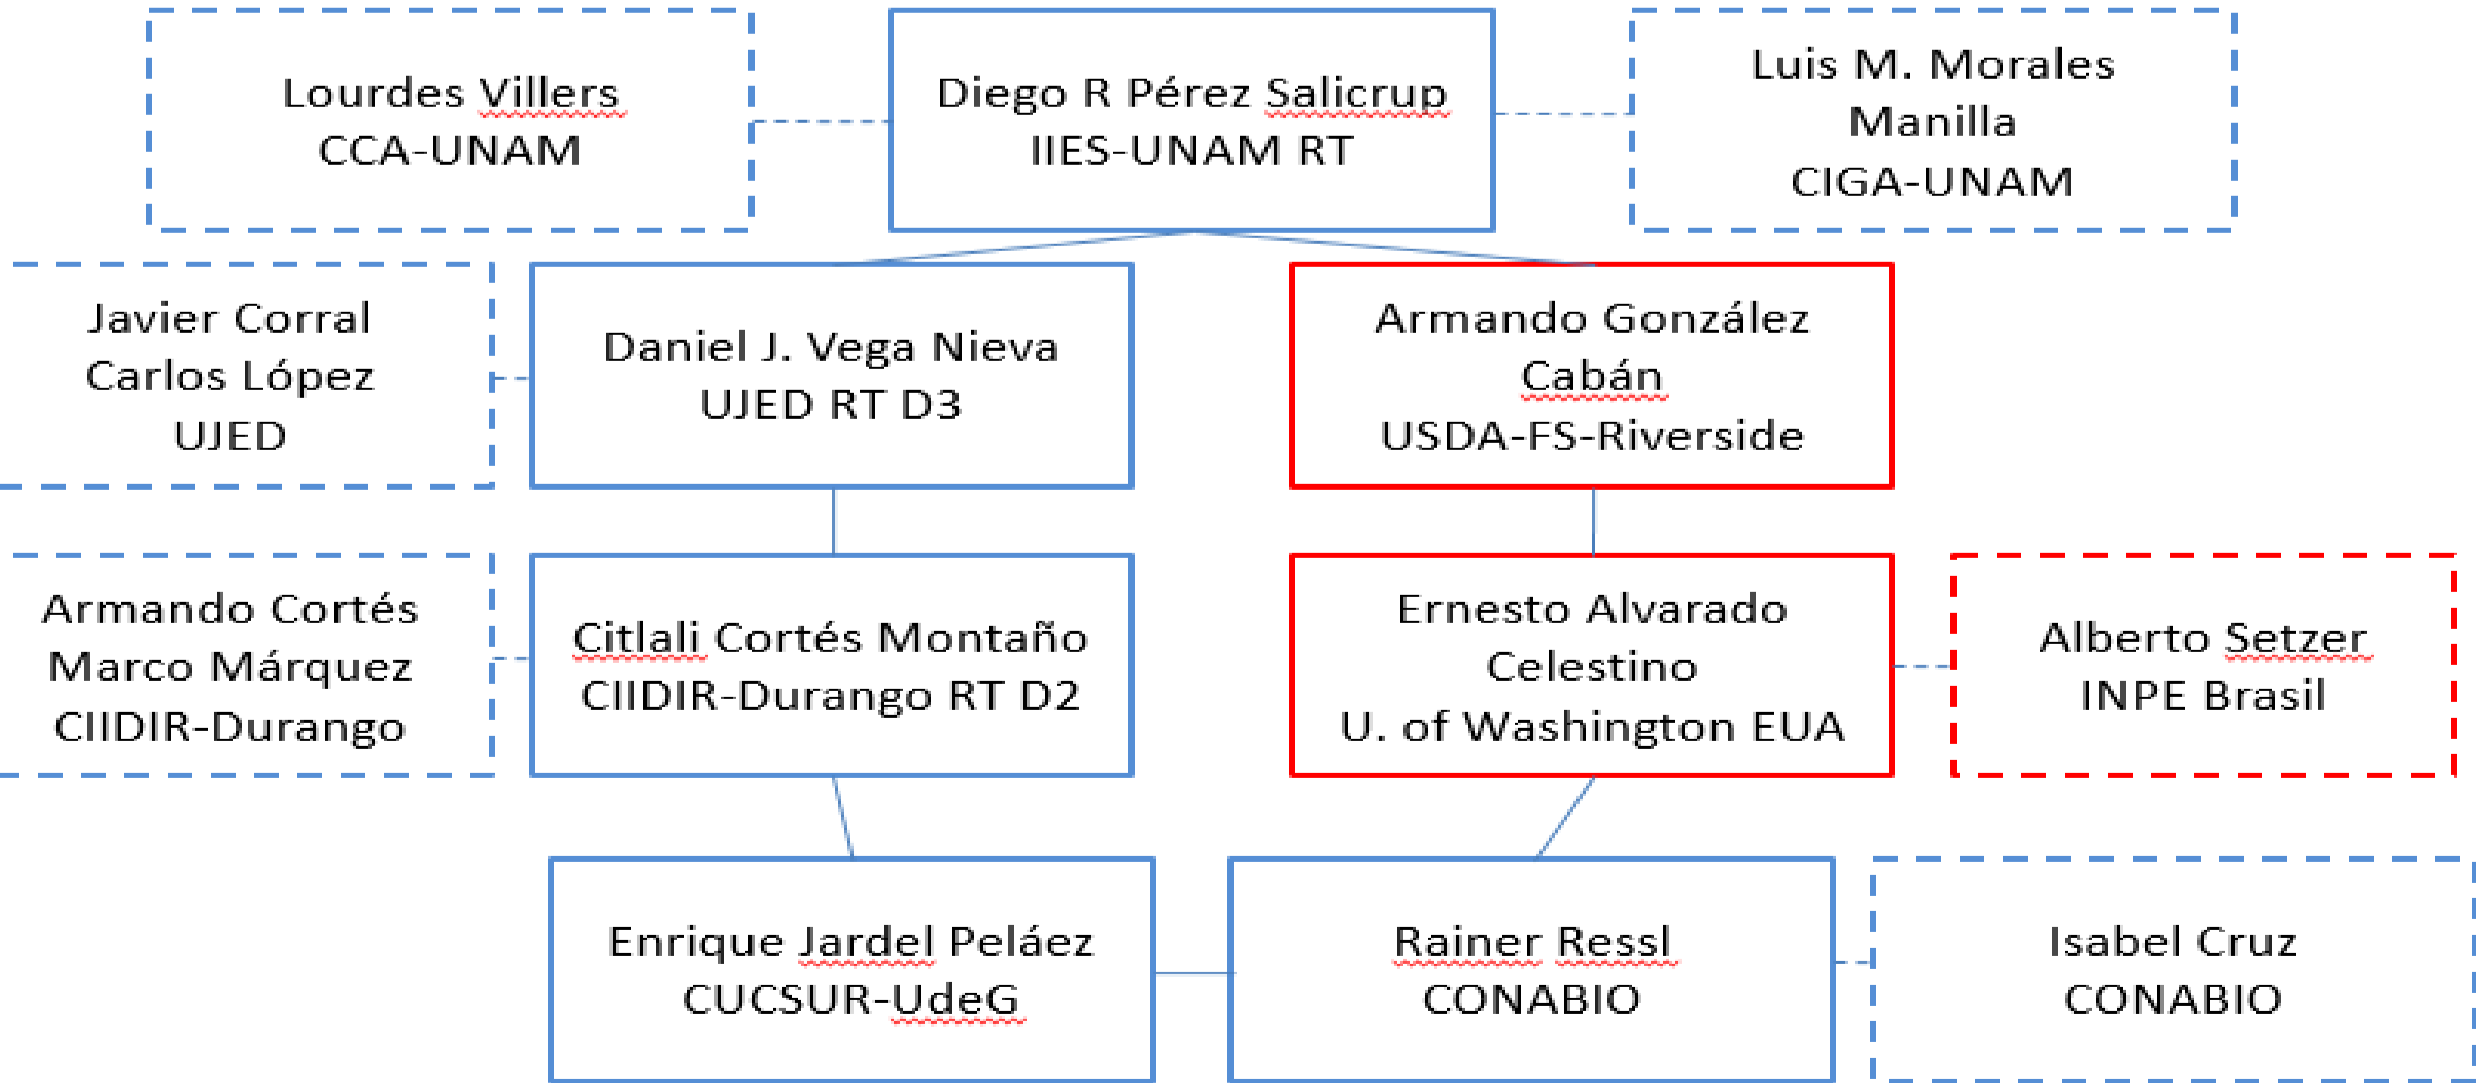 Lourdes Villers
CCA-UNAM
Diego R Pérez Salicrup
IIES-UNAM RT
Luis M. Morales
Manilla
CIGA-UNAM
Javier Corral
Carlos López
UJED
Daniel J. Vega Nieva
UJED RT D3
Armando González
Cabán
USDA-FS-Riverside
Armando Cortés
Marco Márquez
CIIDIR-Durango
Citlali Cortés Montaño
CIIDIR-Durango RT D2
Ernesto Alvarado
Celestino
U. of Washington EUA
Alberto Setzer
INPE Brasil
Enrique Jardel Peláez
CUCSUR-UdeG
Rainer Ressl
CONABIO
Isabel Cruz
CONABIO